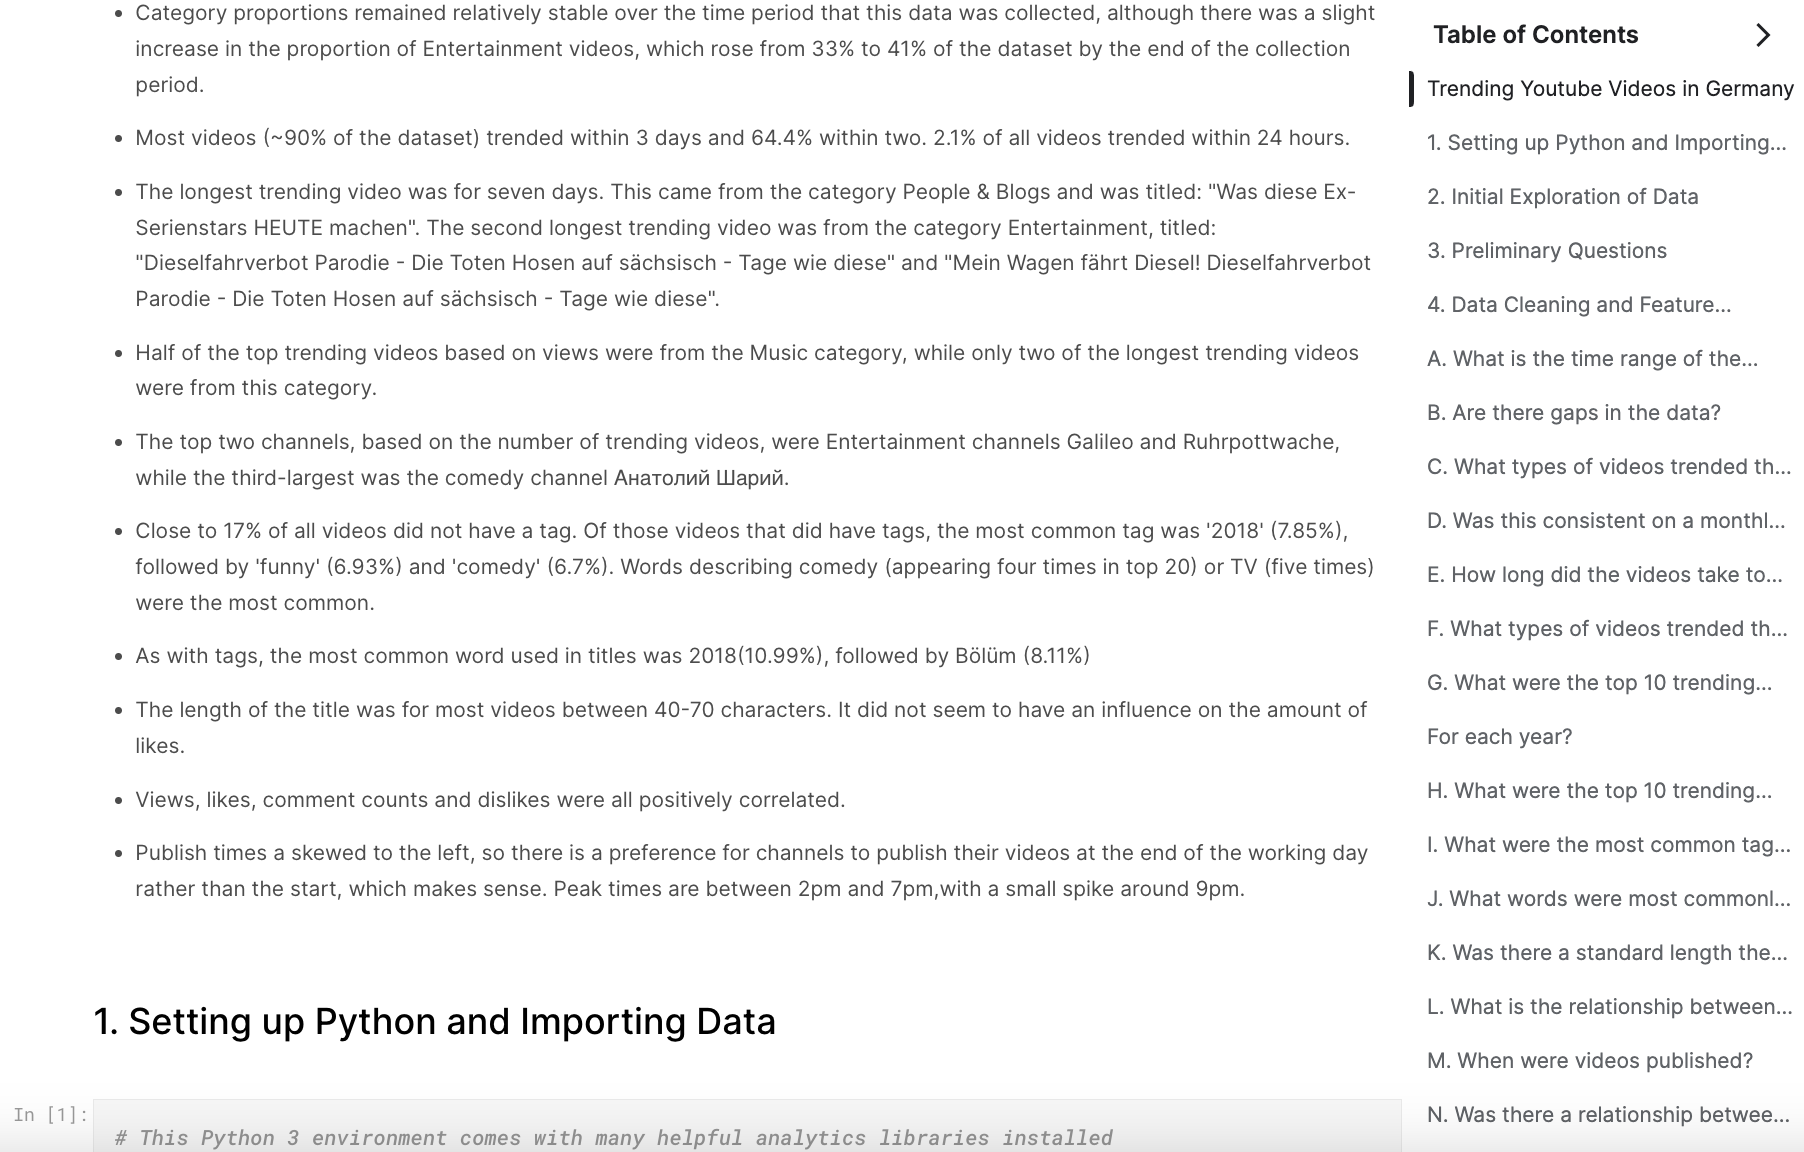 • Category proportions remained relatively stable over the time period that this data was collected, although there was a slight
increase in the proportion of Entertainment videos, which rose from 33% to 41% of the dataset by the end of the collection
period.
• Most videos (~90% of the dataset) trended within 3 days and 64.4% within two. 2.1% of all videos trended within 24 hours.
• The longest trending video was for seven days. This came from the category People & Blogs and was titled: "Was diese Ex-
Serienstars HEUTE machen". The second longest trending video was from the category Entertainment, titled:
"Dieselfahrverbot Parodie - Die Toten Hosen auf sächsisch - Tage wie diese" and "Mein Wagen fährt Diesel! Dieselfahrverbot
Parodie - Die Toten Hosen auf sächsisch - Tage wie diese".
• Half of the top trending videos based on views were from the Music category, while only two of the longest trending videos
were from this category.
• The top two channels, based on the number of trending videos, were Entertainment channels Galileo and Ruhrpottwache,
while the third-largest was the comedy channel Анатолий Шарий.
• Close to 17% of all videos did not have a tag. Of those videos that did have tags, the most common tag was '2018' (7.85%),
followed by 'funny' (6.93%) and 'comedy' (6.7%). Words describing comedy (appearing four times in top 20) or TV (five times)
were the most common.
• As with tags, the most common word used in titles was 2018(10.99%), followed by Bölüm (8.11%)
• The length of the title was for most videos between 40-70 characters. It did not seem to have an influence on the amount of
likes.
• Views, likes, comment counts and dislikes were all positively correlated.
• Publish times a skewed to the left, so there is a preference for channels to publish their videos at the end of the working day
rather than the start, which makes sense. Peak times are between 2pm and 7pm,with a small spike around 9pm.
1. Setting up Python and Importing Data
In [1]:
# This Python 3 environment comes with many helpful analytics libraries installed
Table of Contents
Trending Youtube Videos in Germany
1. Setting up Python and Importing...
2. Initial Exploration of Data
3. Preliminary Questions
4. Data Cleaning and Feature...
A. What is the time range of the...
B. Are there gaps in the data?
C. What types of videos trended th...
D. Was this consistent on a monthl...
E. How long did the videos take to...
F. What types of videos trended th...
G. What were the top 10 trending...
For each year?
H. What were the top 10 trending...
I. What were the most common tag...
J. What words were most commonl...
K. Was there a standard length the...
L. What is the relationship between...
M. When were videos published?
N. Was there a relationship betwee...